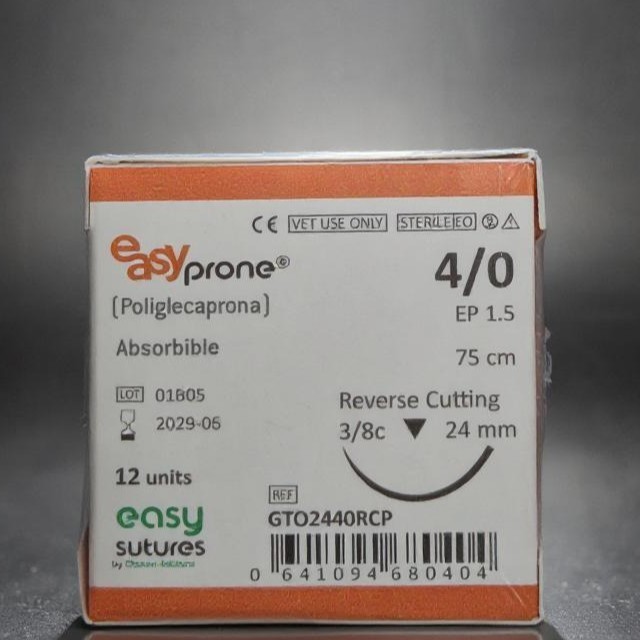 CE VET USE ONLY STERILE EO
easyprone®
4/0
(Poliglecaprona)
EP 1.5
Absorbible
75 cm
LOT 01B05
Reverse Cutting
2029-06
3/8c 24 mm
12 units
REF
GTO2440RCP
easy
sutures
by
0 641094 680404